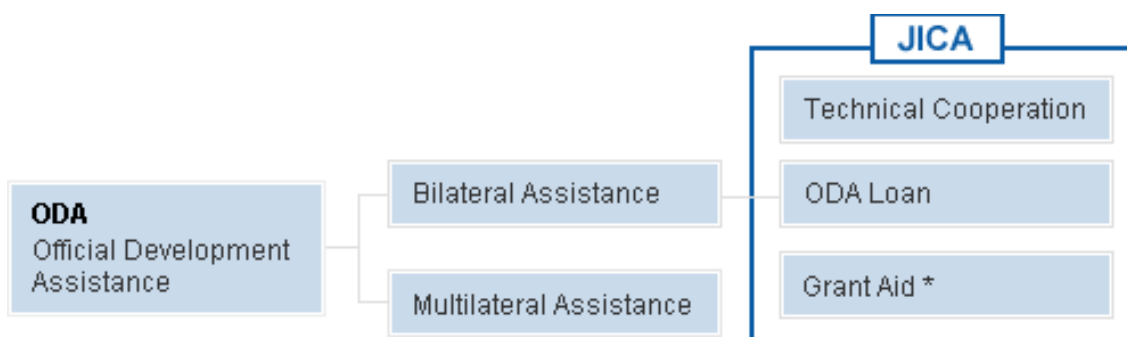 JICA
Technical Cooperation
ODA
Official Development
Assistance
Bilateral Assistance
ODA Loan
Multilateral Assistance
Grant Aid *